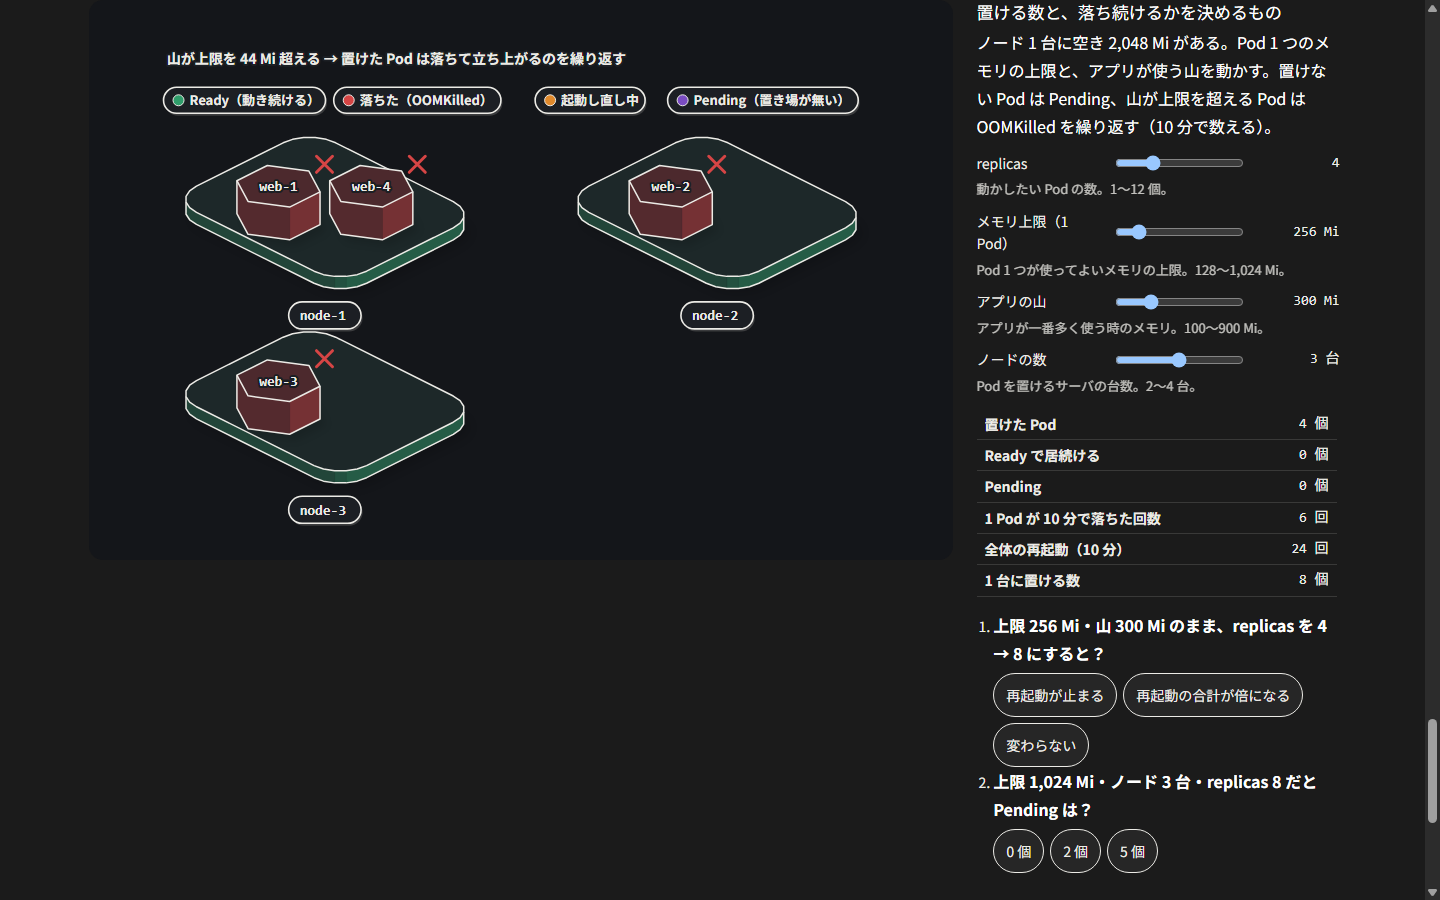 山が上限を 44 Mi 超える → 置けた Pod は落ちて立ち上がるのを繰り返す
Ready（動き続ける）
落ちた（OOMKilled）
起動し直し中
Pending（置き場が無い）
web-1
web-4
web-2
node-1
node-2
web-3
node-3
置ける数と、落ち続けるかを決めるもの
ノード 1 台に空き 2,048 Mi がある。Pod 1 つのメ
モリの上限と、アプリが使う山を動かす。置けな
い Pod は Pending、山が上限を超える Pod は
OOMKilled を繰り返す（10 分で数える）。
replicas 4
動かしたい Pod の数。1〜12 個。
メモリ上限（1
Pod） 256 Mi
Pod 1 つが使ってよいメモリの上限。128〜1,024 Mi。
アプリの山 300 Mi
アプリが一番多く使う時のメモリ。100〜900 Mi。
ノードの数 3 台
Pod を置けるサーバの台数。2〜4 台。
置けた Pod 4 個
Ready で居続ける 0 個
Pending 0 個
1 Pod が 10 分で落ちた回数 6 回
全体の再起動（10 分） 24 回
1 台に置ける数 8 個
1. 上限 256 Mi・山 300 Mi のまま、replicas を 4
→ 8 にすると？
再起動が止まる
再起動の合計が倍になる
変わらない
2. 上限 1,024 Mi・ノード 3 台・replicas 8 だと
Pending は？
0 個
2 個
5 個